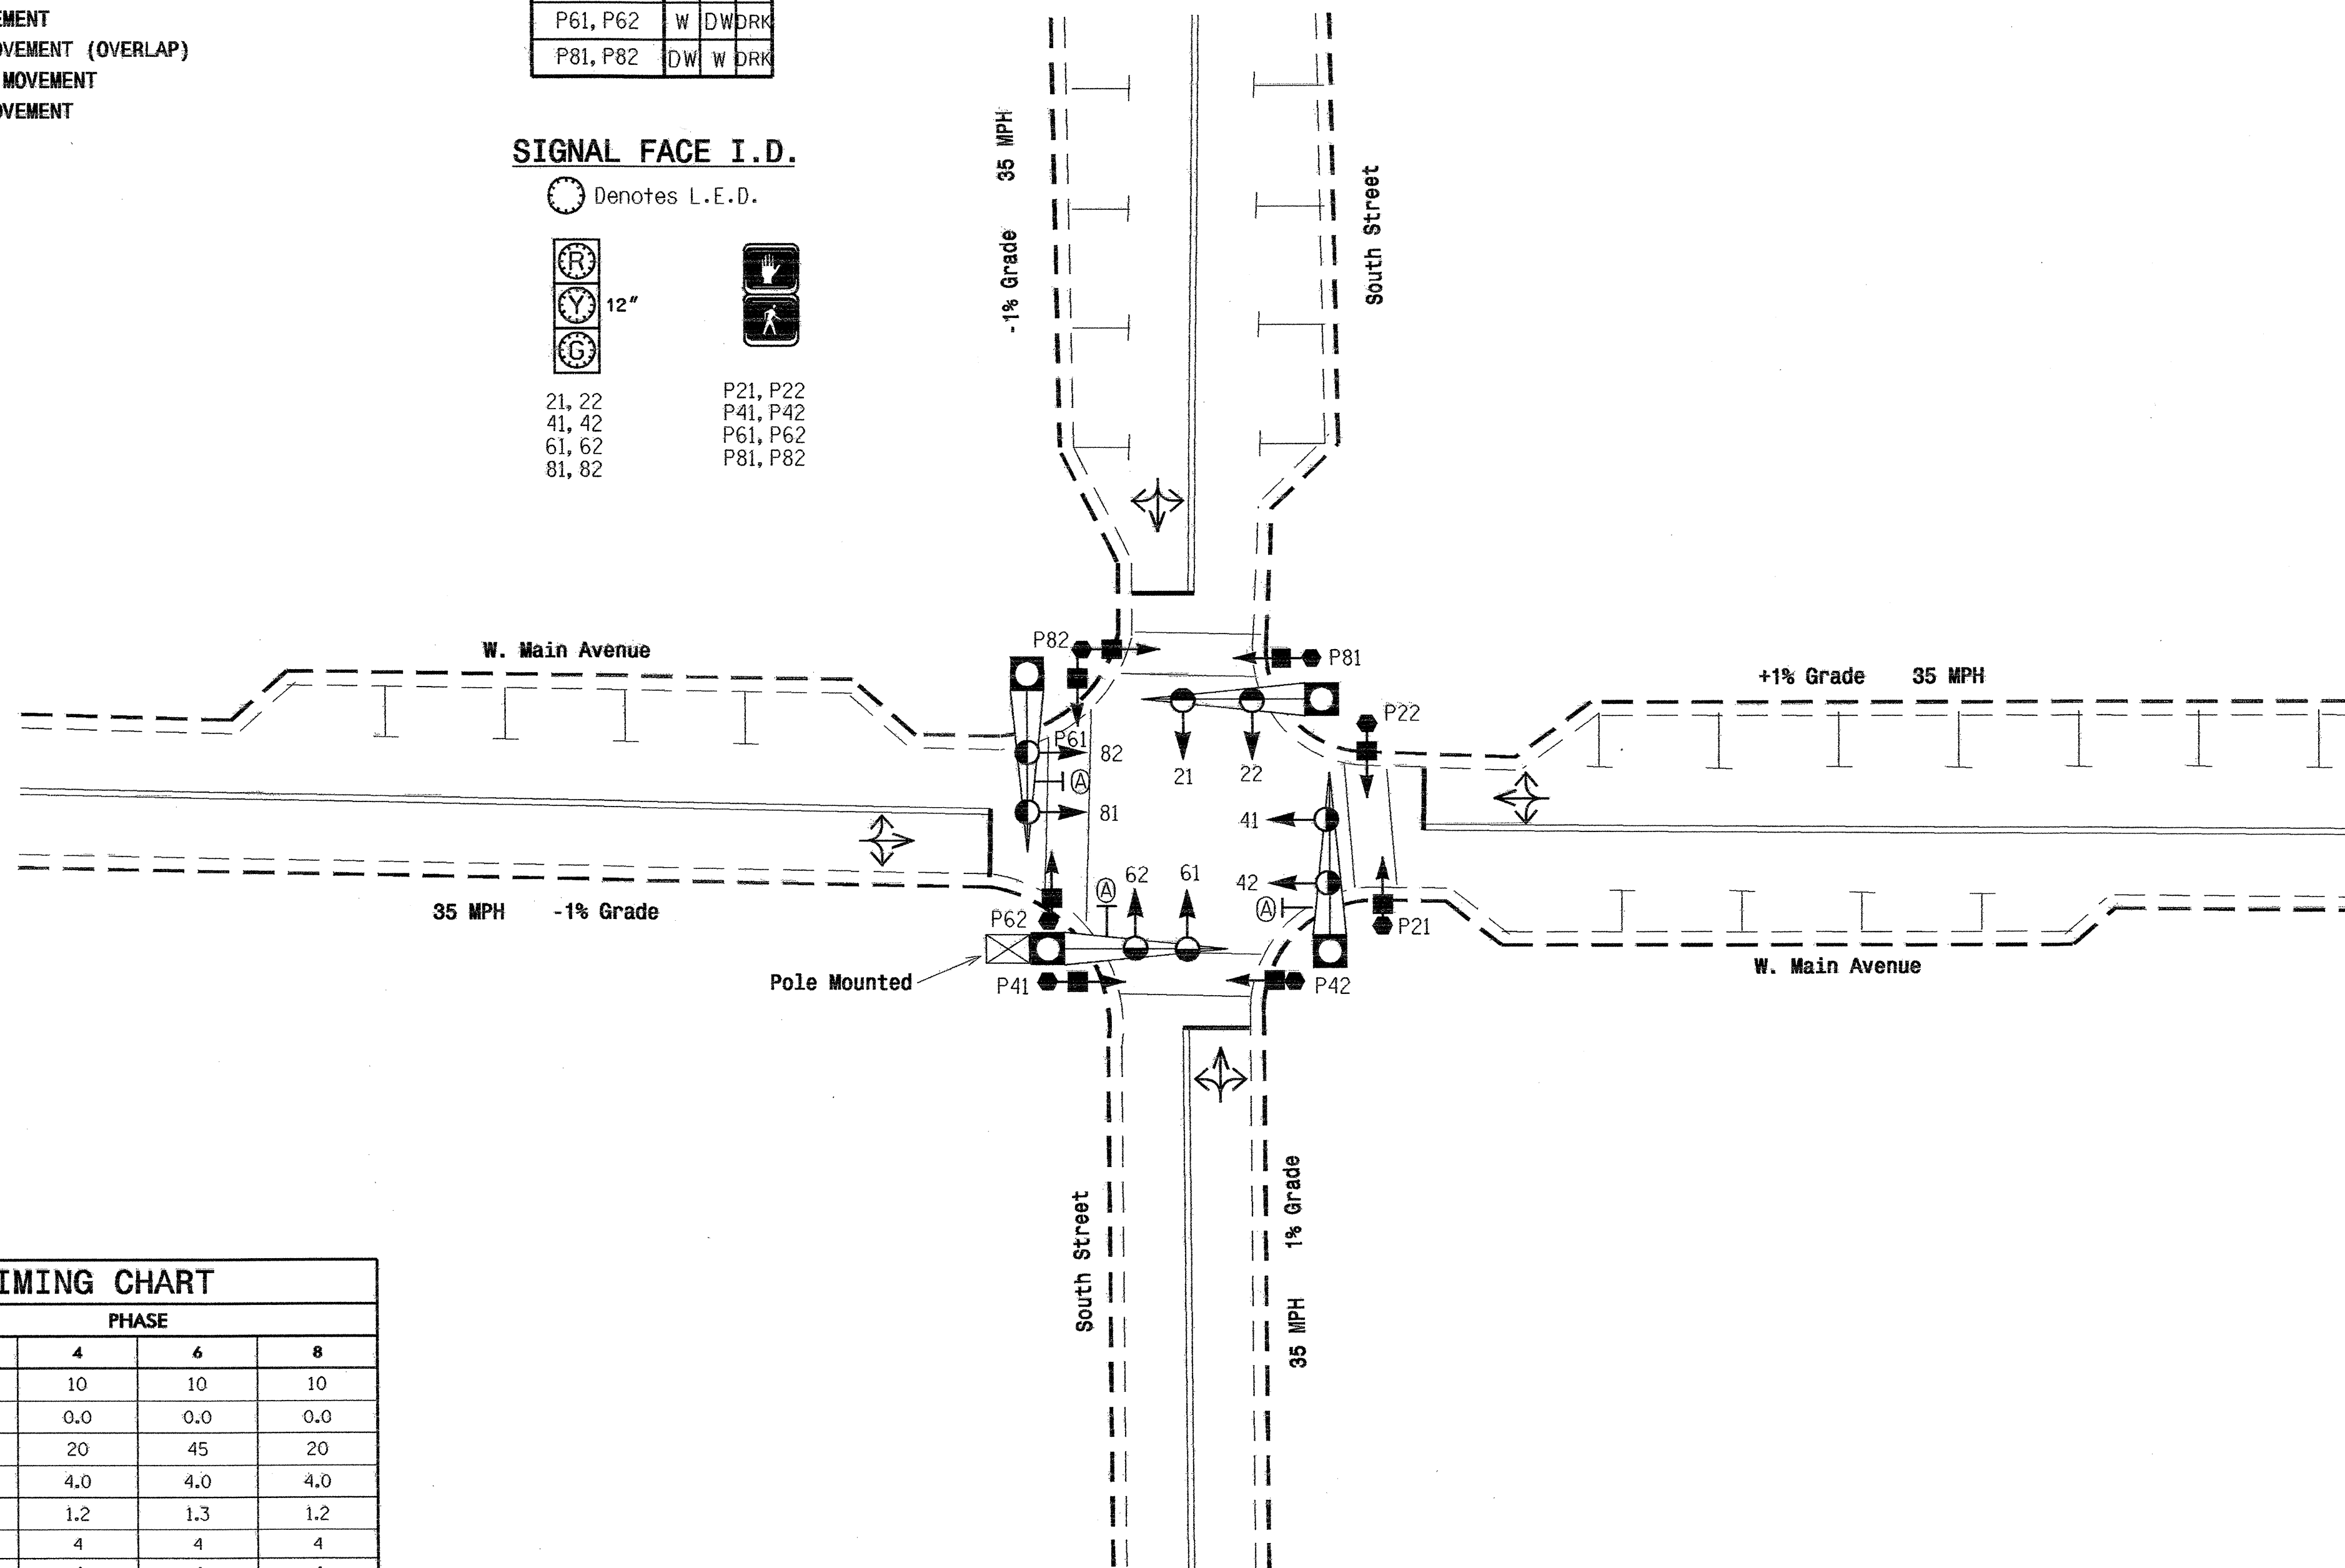 EMENT
OVEMENT (OVERLAP)
MOVEMENT
OVEMENT
P61, P62 W DW DRK
P81, P82 DW W DRK
SIGNAL FACE I.D.
Denotes L.E.D.
R
Y 12"
G
21, 22
41, 42
61, 62
81, 82
P21, P22
P41, P42
P61, P62
P81, P82
35 MPH
-1% Grade
South Street
W. Main Avenue
P82
P81
+1% Grade 35 MPH
P22
P61
82
A
21
22
81
41
62
61
42
A
A
35 MPH -1% Grade
P62
P21
Pole Mounted
P41
P42
W. Main Avenue
South Street
1% Grade
35 MPH
IMING CHART
PHASE
4 6 8
10 10 10
0.0 0.0 0.0
20 45 20
4.0 4.0 4.0
1.2 1.3 1.2
4 4 4